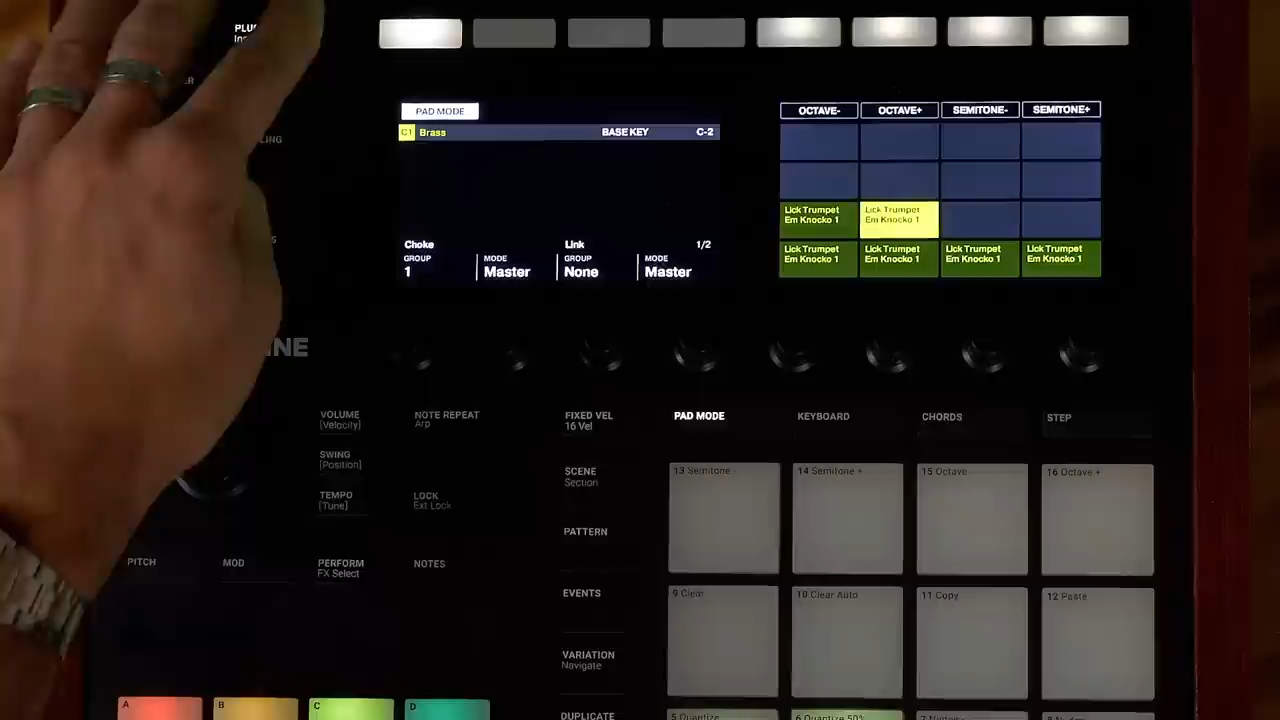 PAD MODE
C1 Brass BASE KEY C-2
Choke Link 1/2
GROUP MODE GROUP MODE
1 Master None Master
OCTAVE- OCTAVE+ SEMITONE- SEMITONE+
Lick Trumpet
Em Knocko 1
Lick Trumpet
Em Knocko 1
Lick Trumpet
Em Knocko 1
Lick Trumpet
Em Knocko 1
Lick Trumpet
Em Knocko 1
Lick Trumpet
Em Knocko 1
VOLUME
[Velocity]
NOTE REPEAT
Arp
FIXED VEL
16 Vel
PAD MODE
KEYBOARD
CHORDS
STEP
SWING
[Position]
SCENE
Section
TEMPO
[Tune]
LOCK
Ext Lock
PATTERN
PITCH
MOD
PERFORM
FX Select
NOTES
EVENTS
VARIATION
Navigate
DUPLICATE
13 Semitone -
14 Semitone +
15 Octave
16 Octave +
9 Clear
10 Clear Auto
11 Copy
12 Paste
5 Quantize
6 Quantize 50%
A
B
C
D